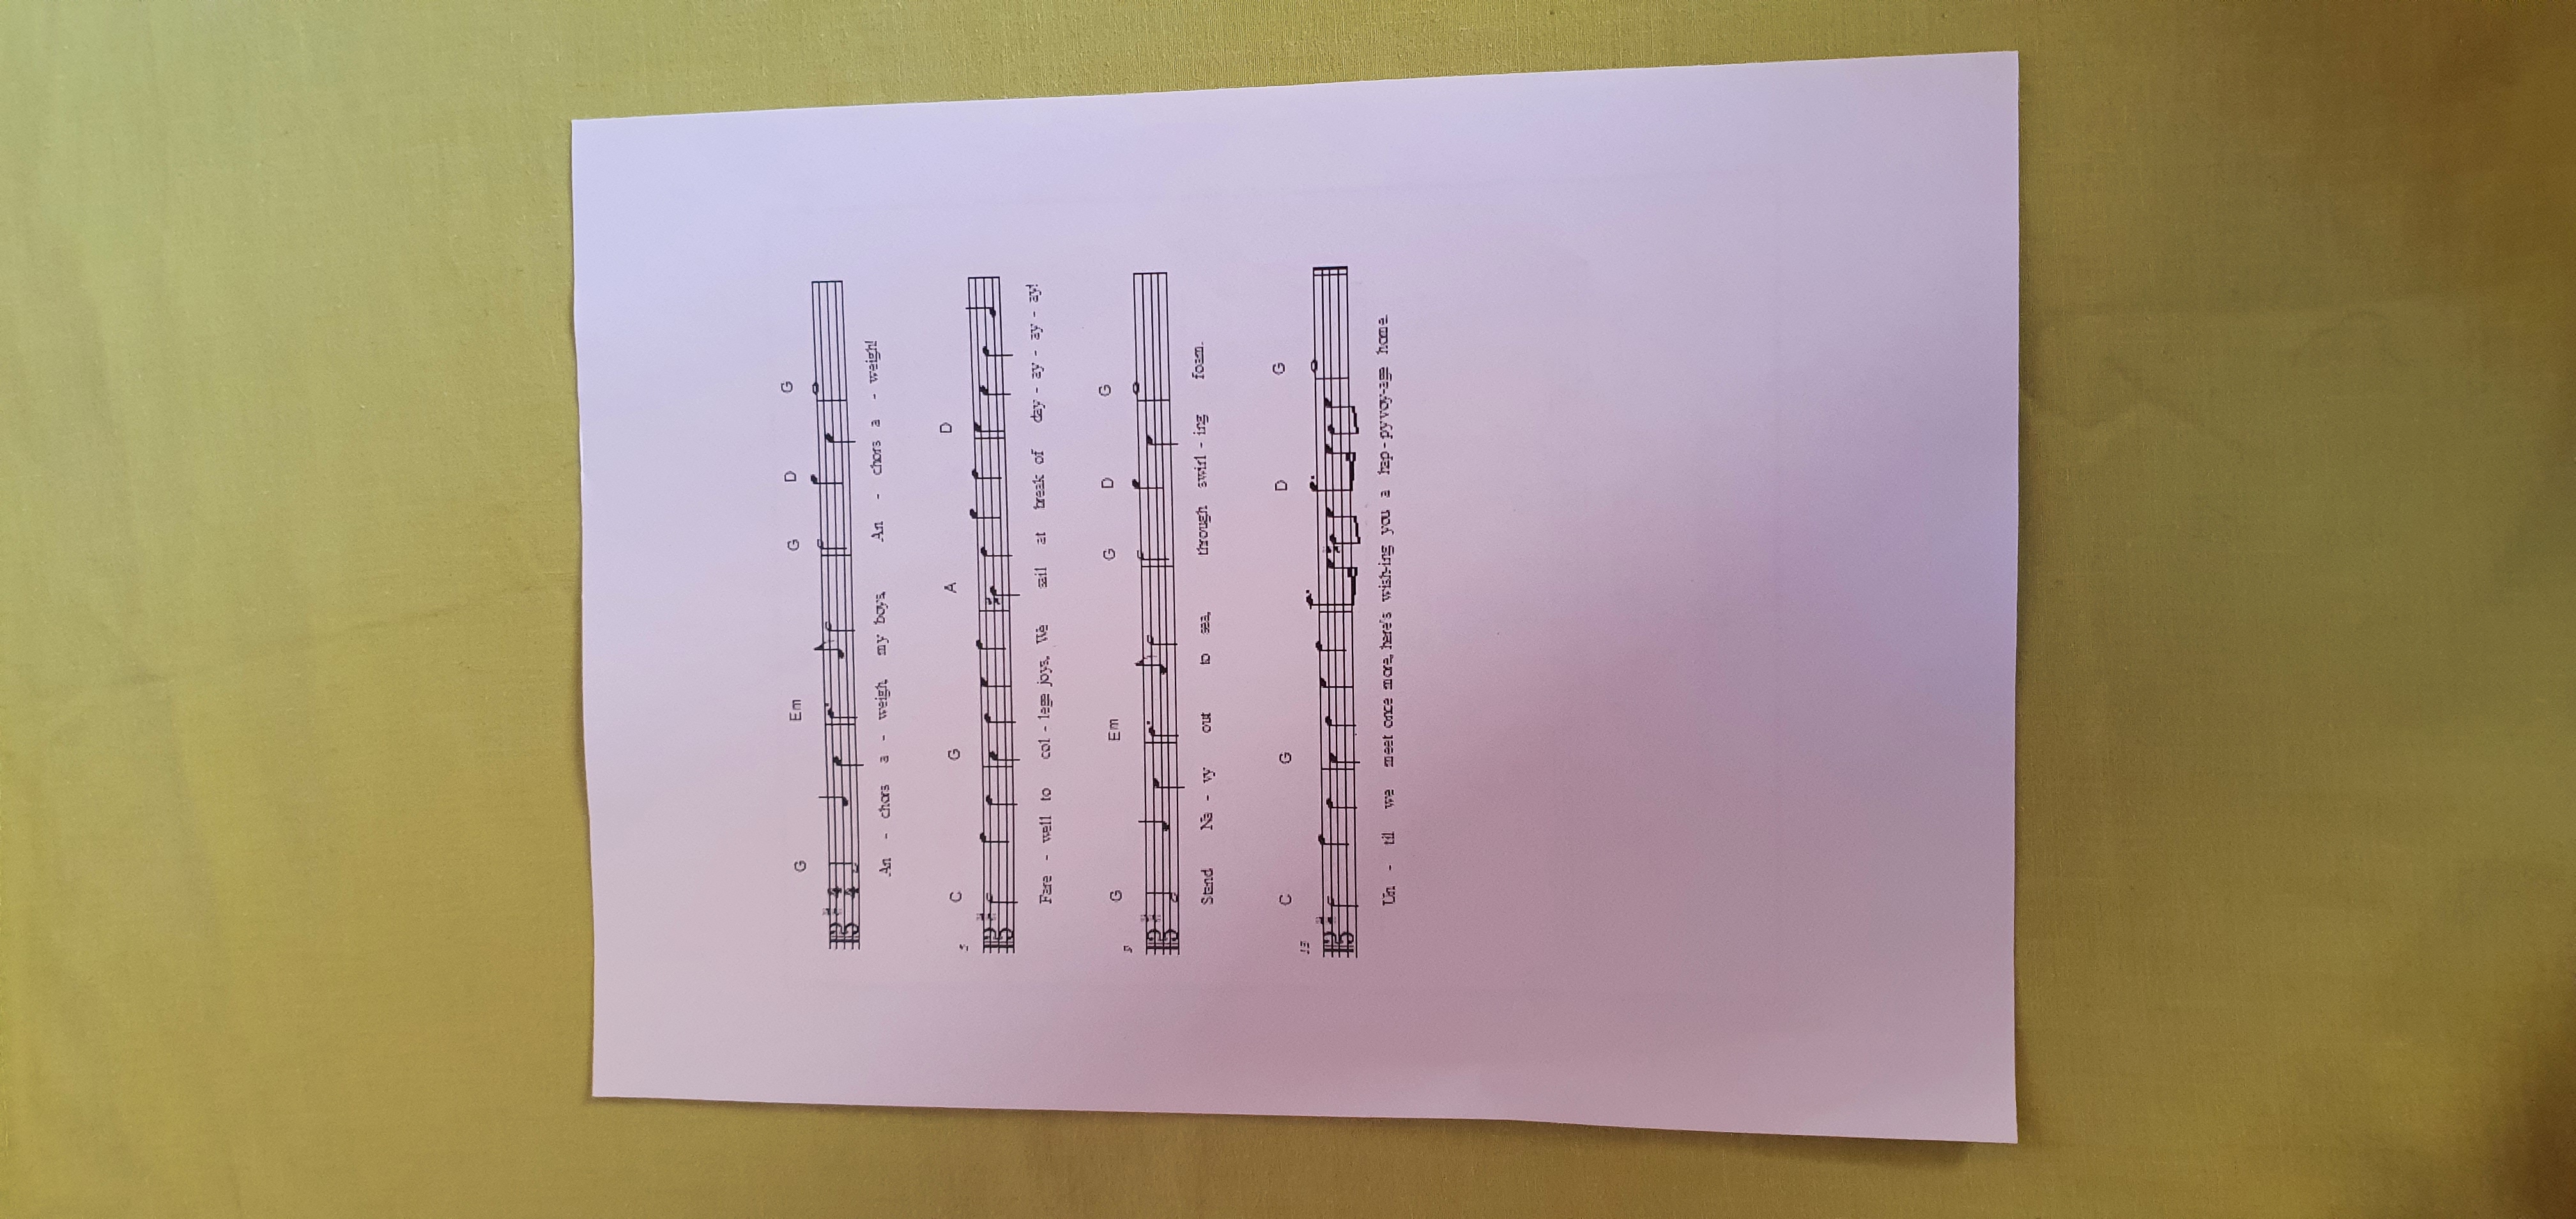 G Em G D G
An - chors a - weigh, my boys. An - chors a - weigh!
5 C G A D
Fare - well to col - lege joys. We sail at break of day - ay - ay - ay!
9 G Em G D G
Stand Na - vy out to sea, through swirl - ing foam.
13 C G D G
Un - til we meet once more, here's wish-ing you a hap - py voy-age home.